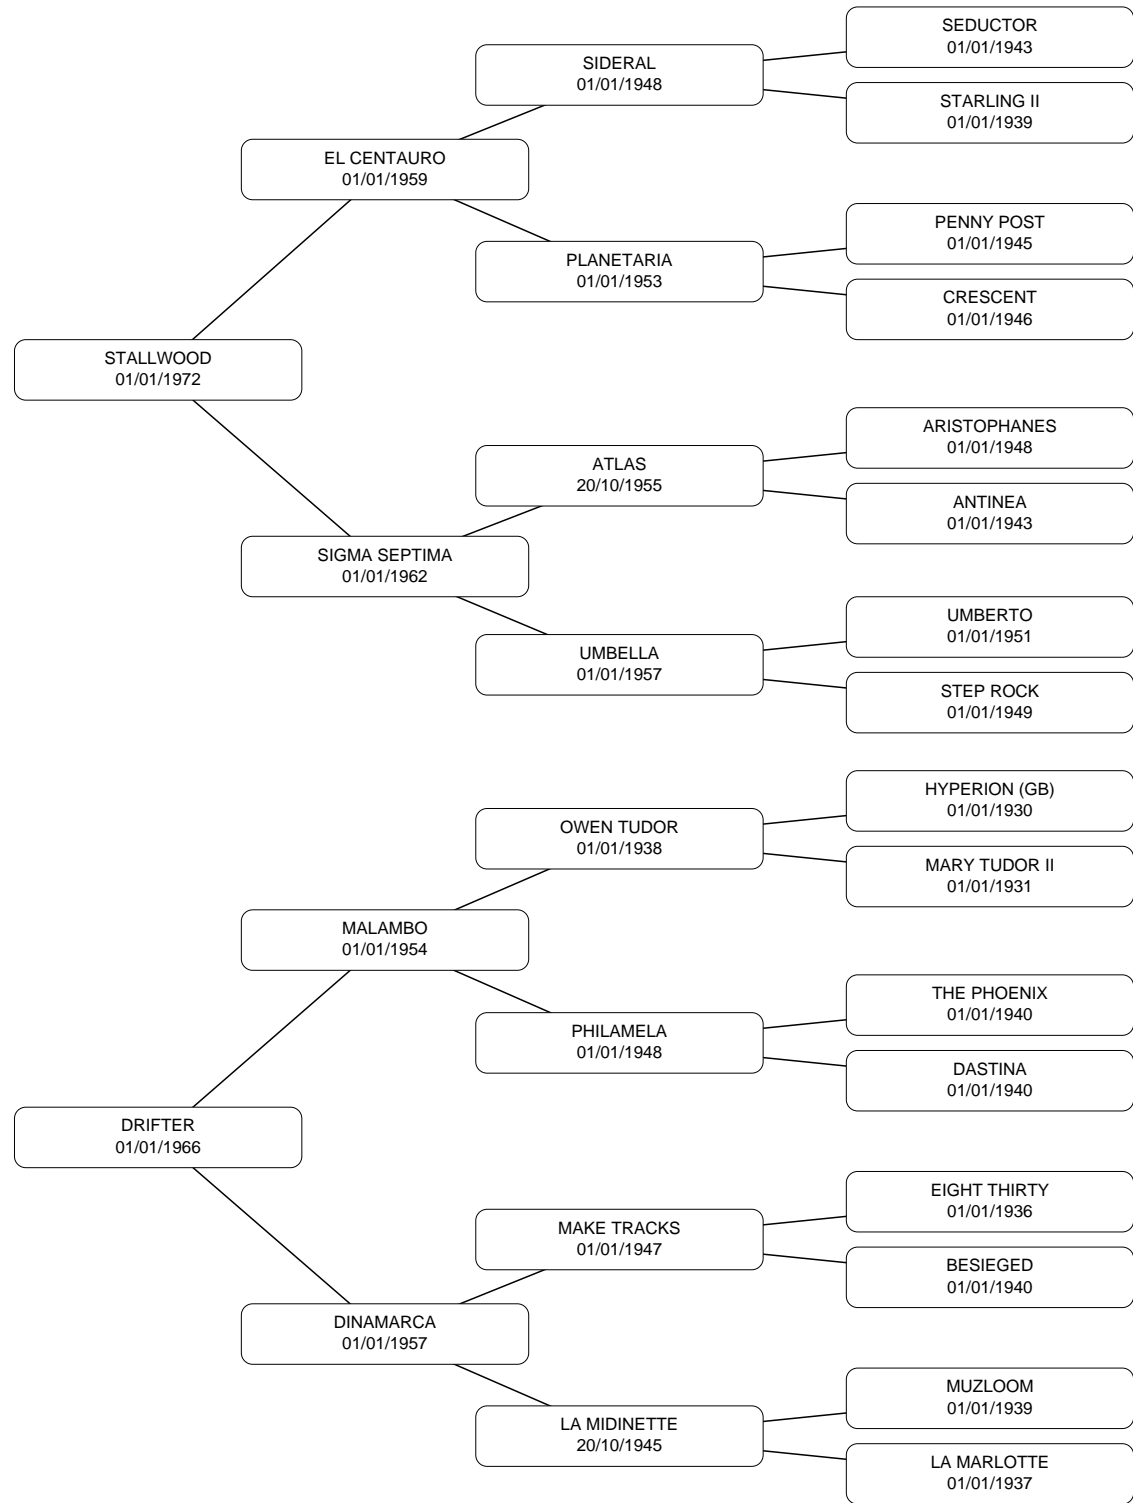 SEDUCTOR
01/01/1943
SIDERAL
01/01/1948
STARLING II
01/01/1939
EL CENTAURO
01/01/1959
PENNY POST
01/01/1945
PLANETARIA
01/01/1953
CRESCENT
01/01/1946
STALLWOOD
01/01/1972
ARISTOPHANES
01/01/1948
ATLAS
20/10/1955
ANTINEA
01/01/1943
SIGMA SEPTIMA
01/01/1962
UMBERTO
01/01/1951
UMBELLA
01/01/1957
STEP ROCK
01/01/1949
HYPERION (GB)
01/01/1930
OWEN TUDOR
01/01/1938
MARY TUDOR II
01/01/1931
MALAMBO
01/01/1954
THE PHOENIX
01/01/1940
PHILAMELA
01/01/1948
DASTINA
01/01/1940
DRIFTER
01/01/1966
EIGHT THIRTY
01/01/1936
MAKE TRACKS
01/01/1947
BESIEGED
01/01/1940
DINAMARCA
01/01/1957
MUZLOOM
01/01/1939
LA MIDINETTE
20/10/1945
LA MARLOTTE
01/01/1937